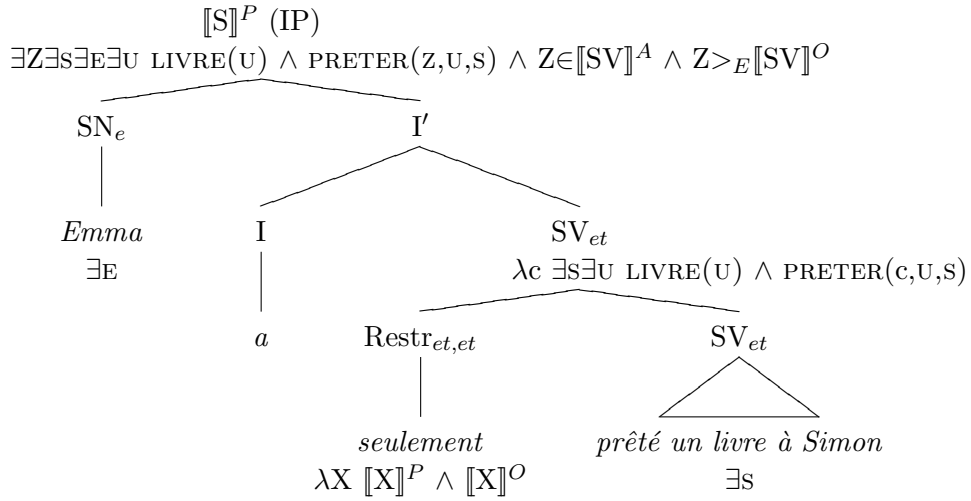 ⟦S⟧ᴾ (IP)
∃Z∃S∃E∃U LIVRE(U) ∧ PRETER(Z,U,S) ∧ Z∈⟦SV⟧ᴬ ∧ Z>_E⟦SV⟧ᴼ
SNₑ I′
Emma I SV_et
∃E λc ∃S∃U LIVRE(U) ∧ PRETER(C,U,S)
a Restr_et,et SV_et
seulement prêté un livre à Simon
λX ⟦X⟧ᴾ ∧ ⟦X⟧ᴼ ∃S